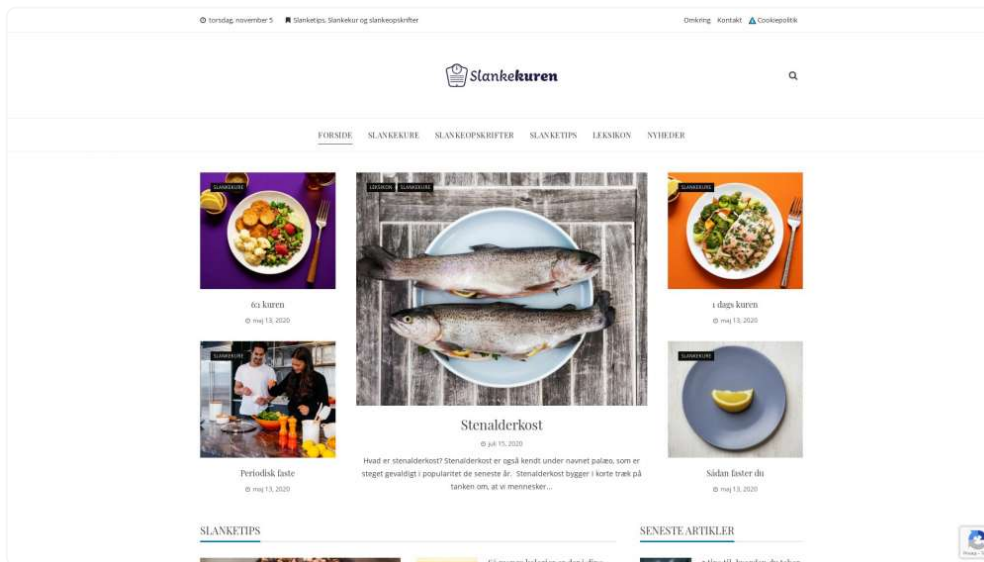 torsdag, november 5 Slanketips, Slankekur og slankeopskrifter
Omkring Kontakt Cookiepolitik
Slankekuren
FORSIDE SLANKEKURE SLANKEOPSKRIFTER SLANKETIPS LEKSIKON NYHEDER
SLANKEKURE
6:1 kuren
maj 13, 2020
SLANKEKURE
Periodisk faste
maj 13, 2020
LEKSIKON SLANKEKURE
Stenalderkost
juli 15, 2020
Hvad er stenalderkost? Stenalderkost er også kendt under navnet palæo, som er
steget gevaldigt i popularitet de seneste år. Stenalderkost bygger i korte træk på
tanken om, at vi mennesker...
SLANKEKURE
1 dags kuren
maj 13, 2020
SLANKEKURE
Sådan faster du
maj 13, 2020
SLANKETIPS
SENESTE ARTIKLER